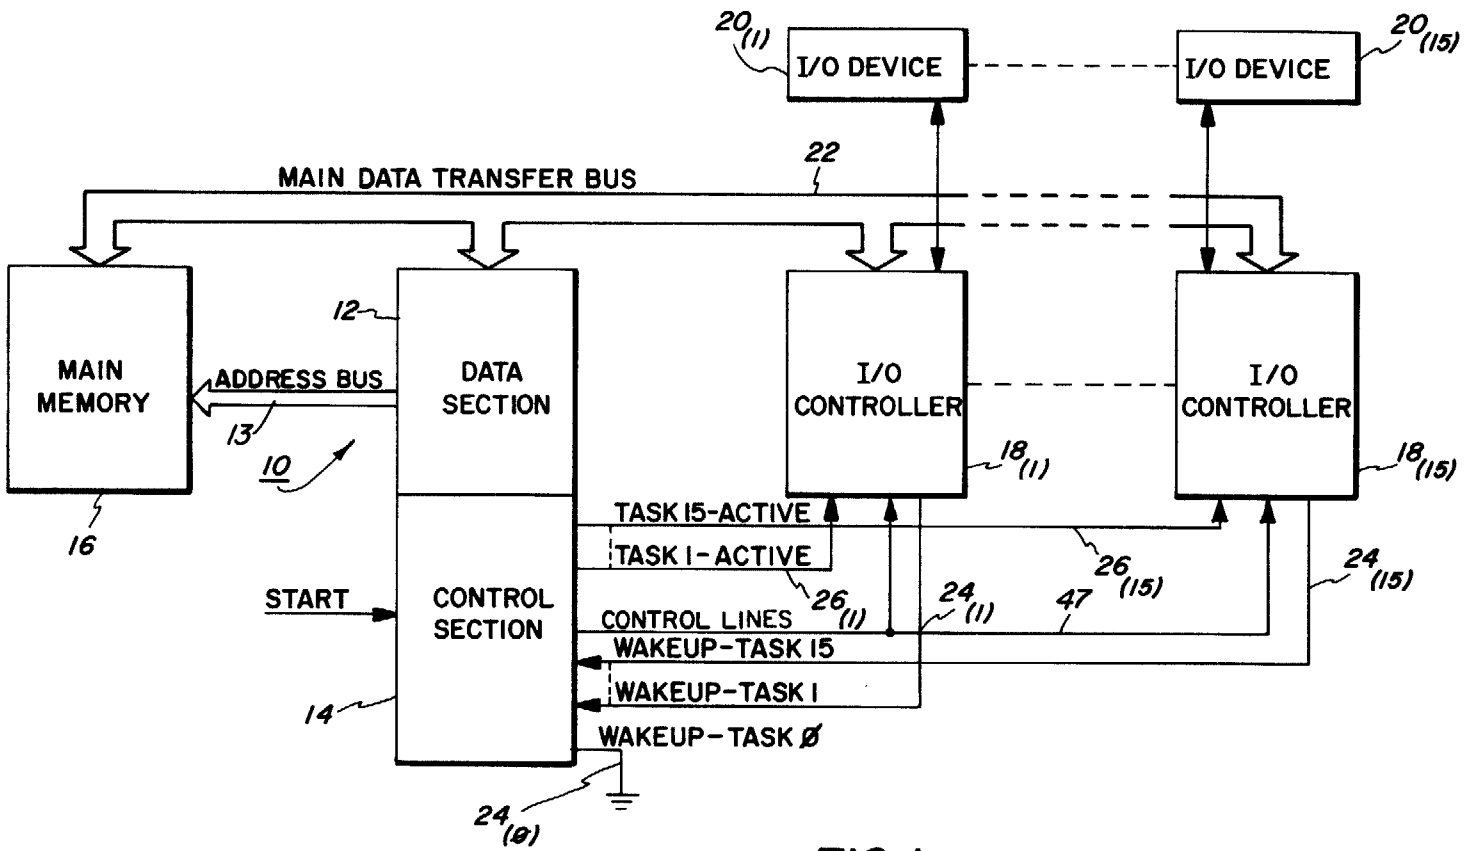 20(1)
I/O DEVICE
20(15)
I/O DEVICE
22
MAIN DATA TRANSFER BUS
12
MAIN
MEMORY
ADDRESS BUS
13
10
DATA
SECTION
I/O
CONTROLLER
I/O
CONTROLLER
18(1)
18(15)
16
TASK 15-ACTIVE
TASK 1-ACTIVE
26(1)
26(15)
24(1)
24(15)
47
START
CONTROL
SECTION
CONTROL LINES
WAKEUP-TASK 15
WAKEUP-TASK 1
14
WAKEUP-TASK Ø
24(Ø)